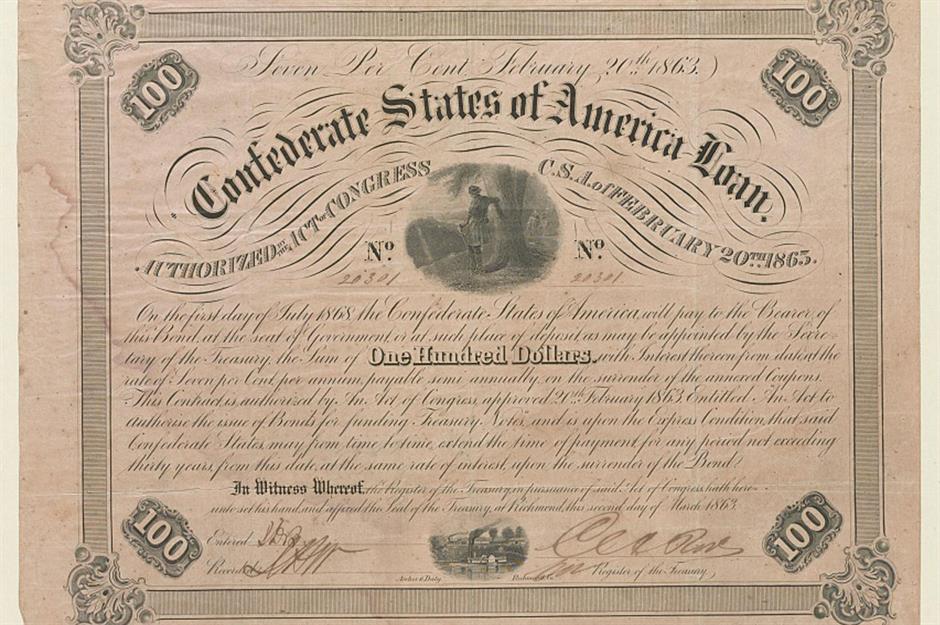 100
100
Seven Per Cent February 20th 1863.)
Confederate States of America Loan.
AUTHORIZED BY THE ACT OF CONGRESS C.S.A. of FEBRUARY 20TH 1863.
No. No.
20301 20301
On the first day of July 1868, the Confederate States of America, will pay to the Bearer, of
this Bond, at the seat of Government, or at such place of deposit, as may be appointed by the Secre-
tary of the Treasury, the Sum of One Hundred Dollars. with Interest thereon from date, at the
rate of Seven per Cent, per annum, payable semi annually, on the surrender of the annexed Coupons.
This Contract, is authorized by An Act of Congress, approved 20th February 1863 Entitled An Act to
authorise the issue of Bonds for funding Treasury Notes, and is upon the Express Condition, that said
Confederate States, may from time to time, extend the time of payment, for any period not exceeding
thirty years, from this date, at the same rate of interest, upon the surrender of the Bond.
In Witness Whereof, the Register of the Treasury, in pursuance of said Act of Congress, hath here-
unto set his hand, and affixed the Seal of the Treasury, at Richmond, this second day of March 1863.
100
100
Entered
Recorded
Register of the Treasury.
Archer & Daly Richmond Va.